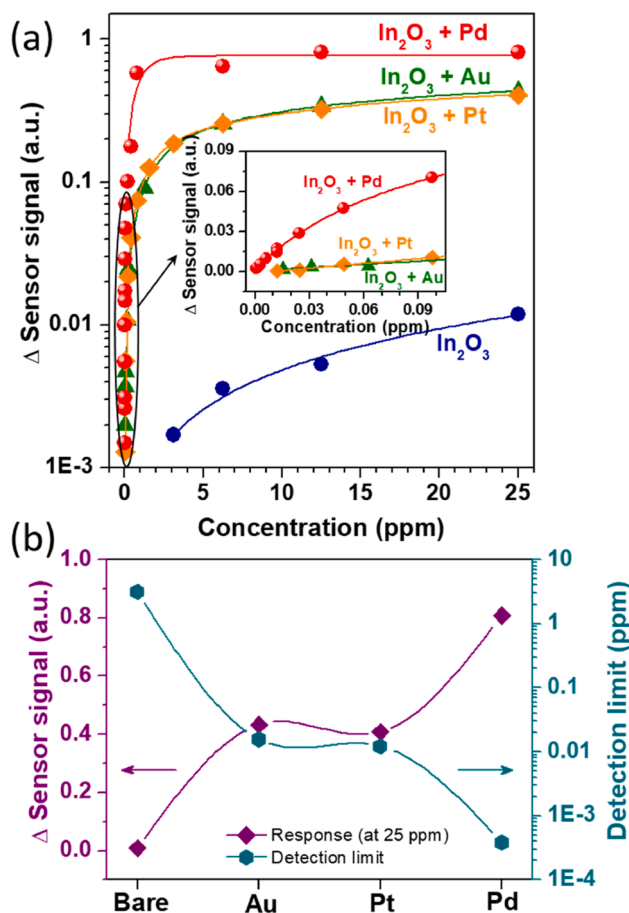 (a)
Δ Sensor signal (a.u.)
1
0.1
0.01
1E-3
In₂O₃ + Pd
In₂O₃ + Au
In₂O₃ + Pt
In₂O₃
Δ Sensor signal (a.u.)
0.09
0.06
0.03
0.00
In₂O₃ + Pd
In₂O₃ + Pt
In₂O₃ + Au
0.00 0.03 0.06 0.09
Concentration (ppm)
0 5 10 15 20 25
Concentration (ppm)
(b)
Δ Sensor signal (a.u.)
1.0
0.8
0.6
0.4
0.2
0.0
Response (at 25 ppm)
Detection limit
10
1
0.1
0.01
1E-3
1E-4
Detection limit (ppm)
Bare Au Pt Pd